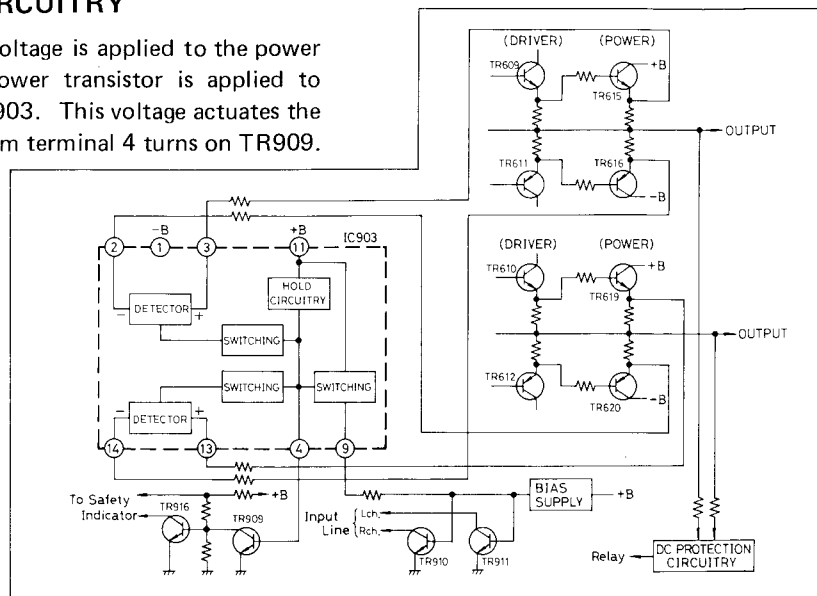 RCUITRY
oltage is applied to the power
ower transistor is applied to
903. This voltage actuates the
m terminal 4 turns on TR909.
(DRIVER) (POWER)
TR609
+B
TR615
OUTPUT
TR611
TR616
-B
-B +B IC903
2 1 3 11
HOLD
CIRCUITRY
- DETECTOR +
SWITCHING
SWITCHING
SWITCHING
- DETECTOR +
14 13 4 9
(DRIVER) (POWER)
TR610
+B
TR619
OUTPUT
TR612
TR620
-B
To Safety
Indicator
TR916
+B
TR909
Input
Line
Lch.
Rch.
TR910
TR911
BIAS
SUPPLY
+B
Relay
DC PROTECTION
CIRCUITRY